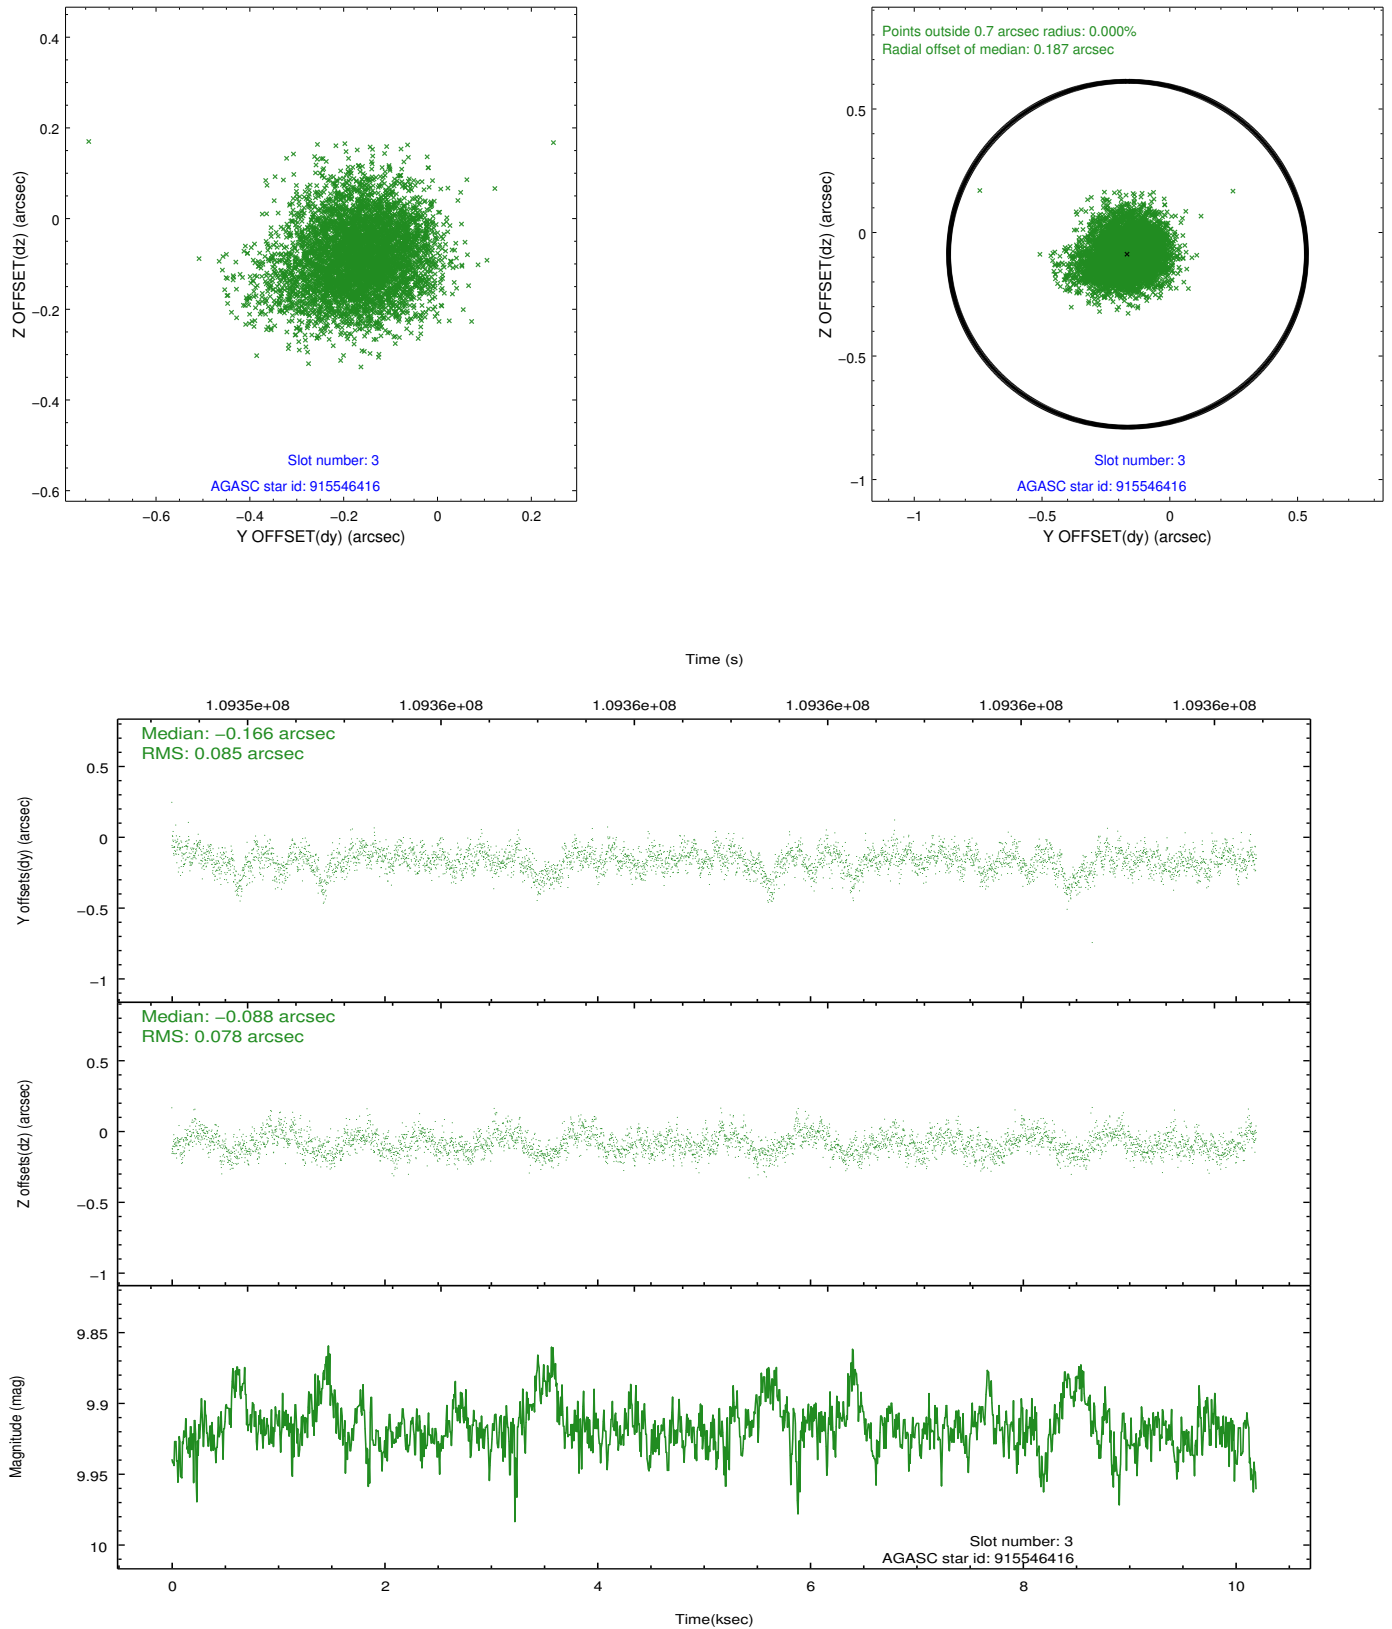 0.4
0.2
0
−0.2
−0.4
−0.6
Z OFFSET(dz) (arcsec)
Slot number: 3
AGASC star id: 915546416
−0.6 −0.4 −0.2 0 0.2
Y OFFSET(dy) (arcsec)
Points outside 0.7 arcsec radius: 0.000%
Radial offset of median: 0.187 arcsec
0.5
0
−0.5
−1
Z OFFSET(dz) (arcsec)
Slot number: 3
AGASC star id: 915546416
−1 −0.5 0 0.5
Y OFFSET(dy) (arcsec)
Time (s)
1.0935e+08 1.0936e+08 1.0936e+08 1.0936e+08 1.0936e+08 1.0936e+08
Median: −0.166 arcsec
RMS: 0.085 arcsec
0.5
0
−0.5
−1
Y offsets(dy) (arcsec)
Median: −0.088 arcsec
RMS: 0.078 arcsec
0.5
0
−0.5
−1
Z offsets(dz) (arcsec)
9.85
9.9
9.95
10
Magnitude (mag)
Slot number: 3
AGASC star id: 915546416
0 2 4 6 8 10
Time(ksec)